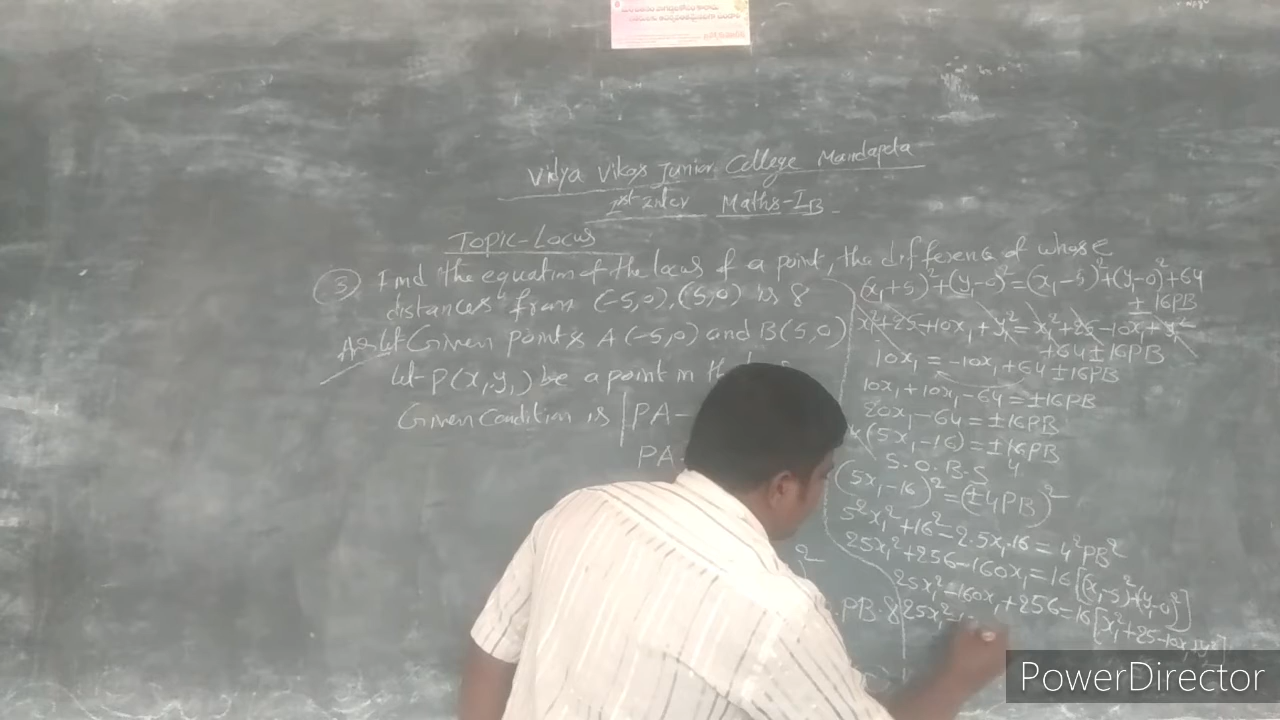 Vidya Vikas Junior College Mandapeta
Ist Inter Maths-IB
Topic-Locus
③ Find the equation of the locus of a point, the difference of whose
distances from (-5,0), (5,0) is 8
Given points A (-5,0) and B (5,0)
let P(x₁,y₁) be a point in the
Given Condition is |PA-
PA-
2
PB.8
(x₁+5)²+(y₁-0)²=(x₁-5)²+(y₁-0)²+64
±16PB
x₁²+25+10x₁+y₁²=x₁²+25-10x₁+y₁²
+64±16PB
10x₁=-10x₁+64±16PB
10x₁+10x₁-64=±16PB
20x₁-64=±16PB
4(5x₁-16)=±16PB
4
S.O.B.S
(5x₁-16)²=(±4PB)²
5²x₁²+16²-2.5x₁.16=4²PB²
25x₁²+256-160x₁=16[(x₁-5)²+(y₁-0)²]
25x₁²-160x₁+256=16[x₁²+25-10x₁+y₁²]
25x₁²-1
PowerDirector